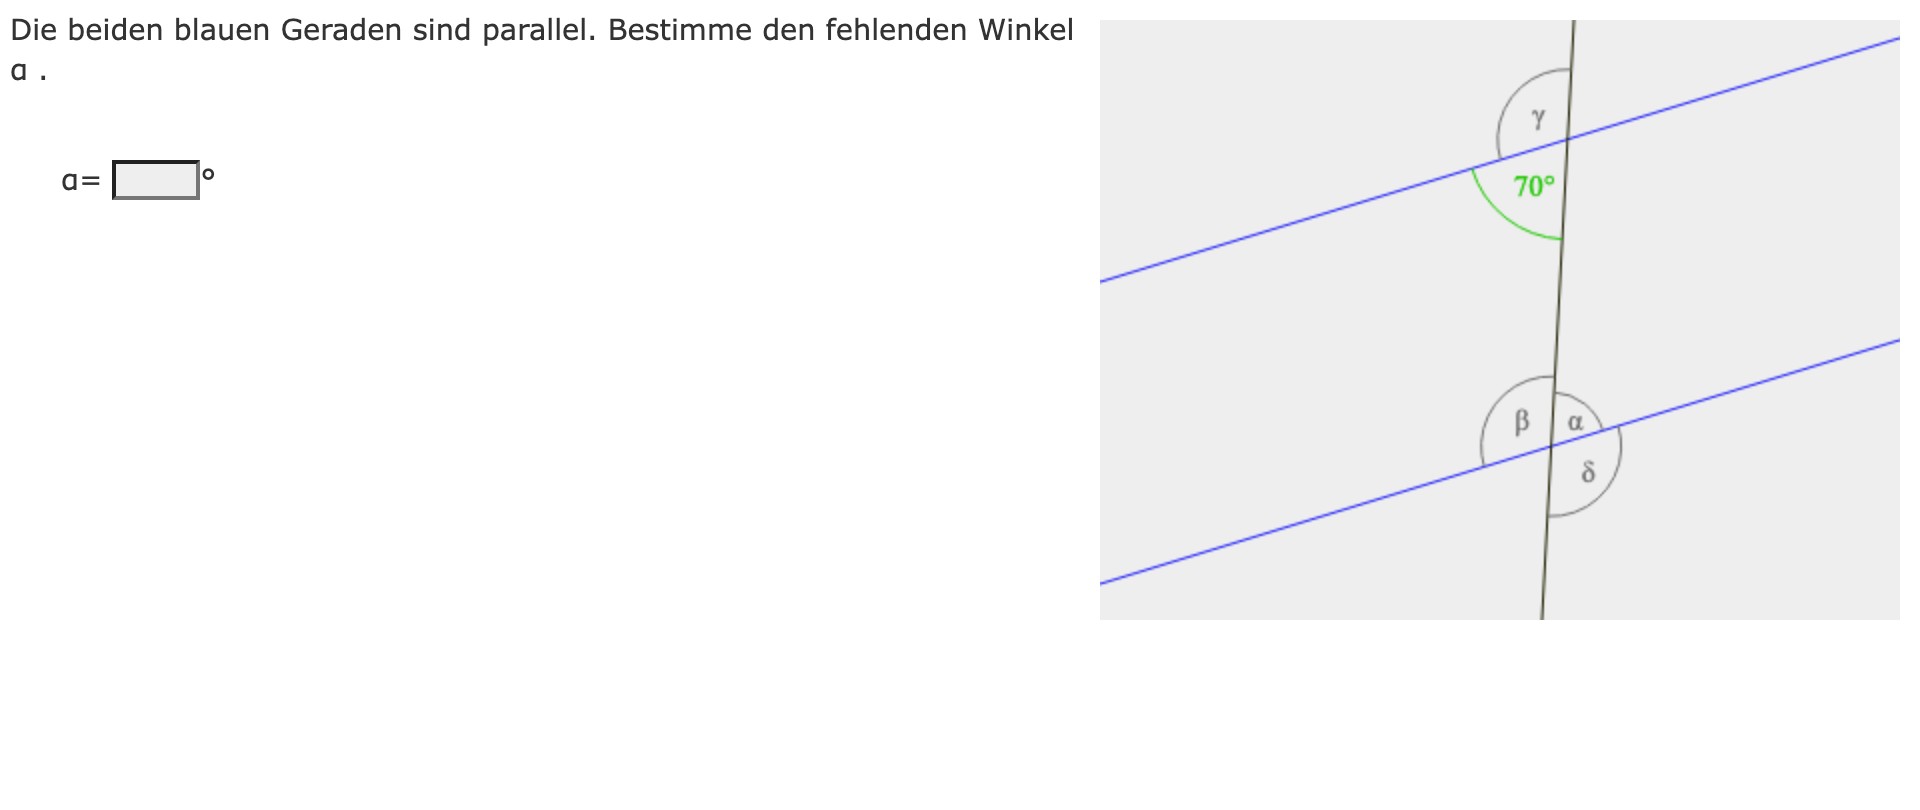 Die beiden blauen Geraden sind parallel. Bestimme den fehlenden Winkel
α .
α= °
γ
70°
β α
δ